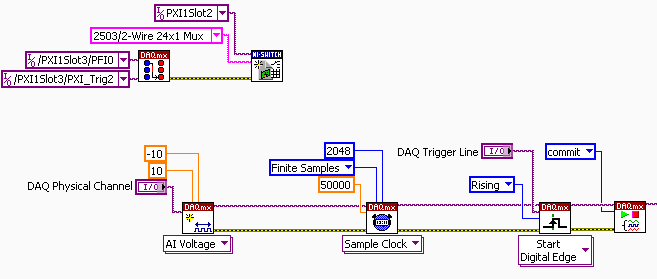 PXI1Slot2
2503/2-Wire 24x1 Mux
NI-SWITCH
/PXI1Slot3/PFI0
DAQmx
/PXI1Slot3/PXI_Trig2
-10
2048
DAQ Trigger Line
I/O
commit
10
Finite Samples
DAQ Physical Channel
I/O
50000
Rising
DAQmx
DAQmx
DAQmx
DAQmx
AI Voltage
Sample Clock
Start
Digital Edge